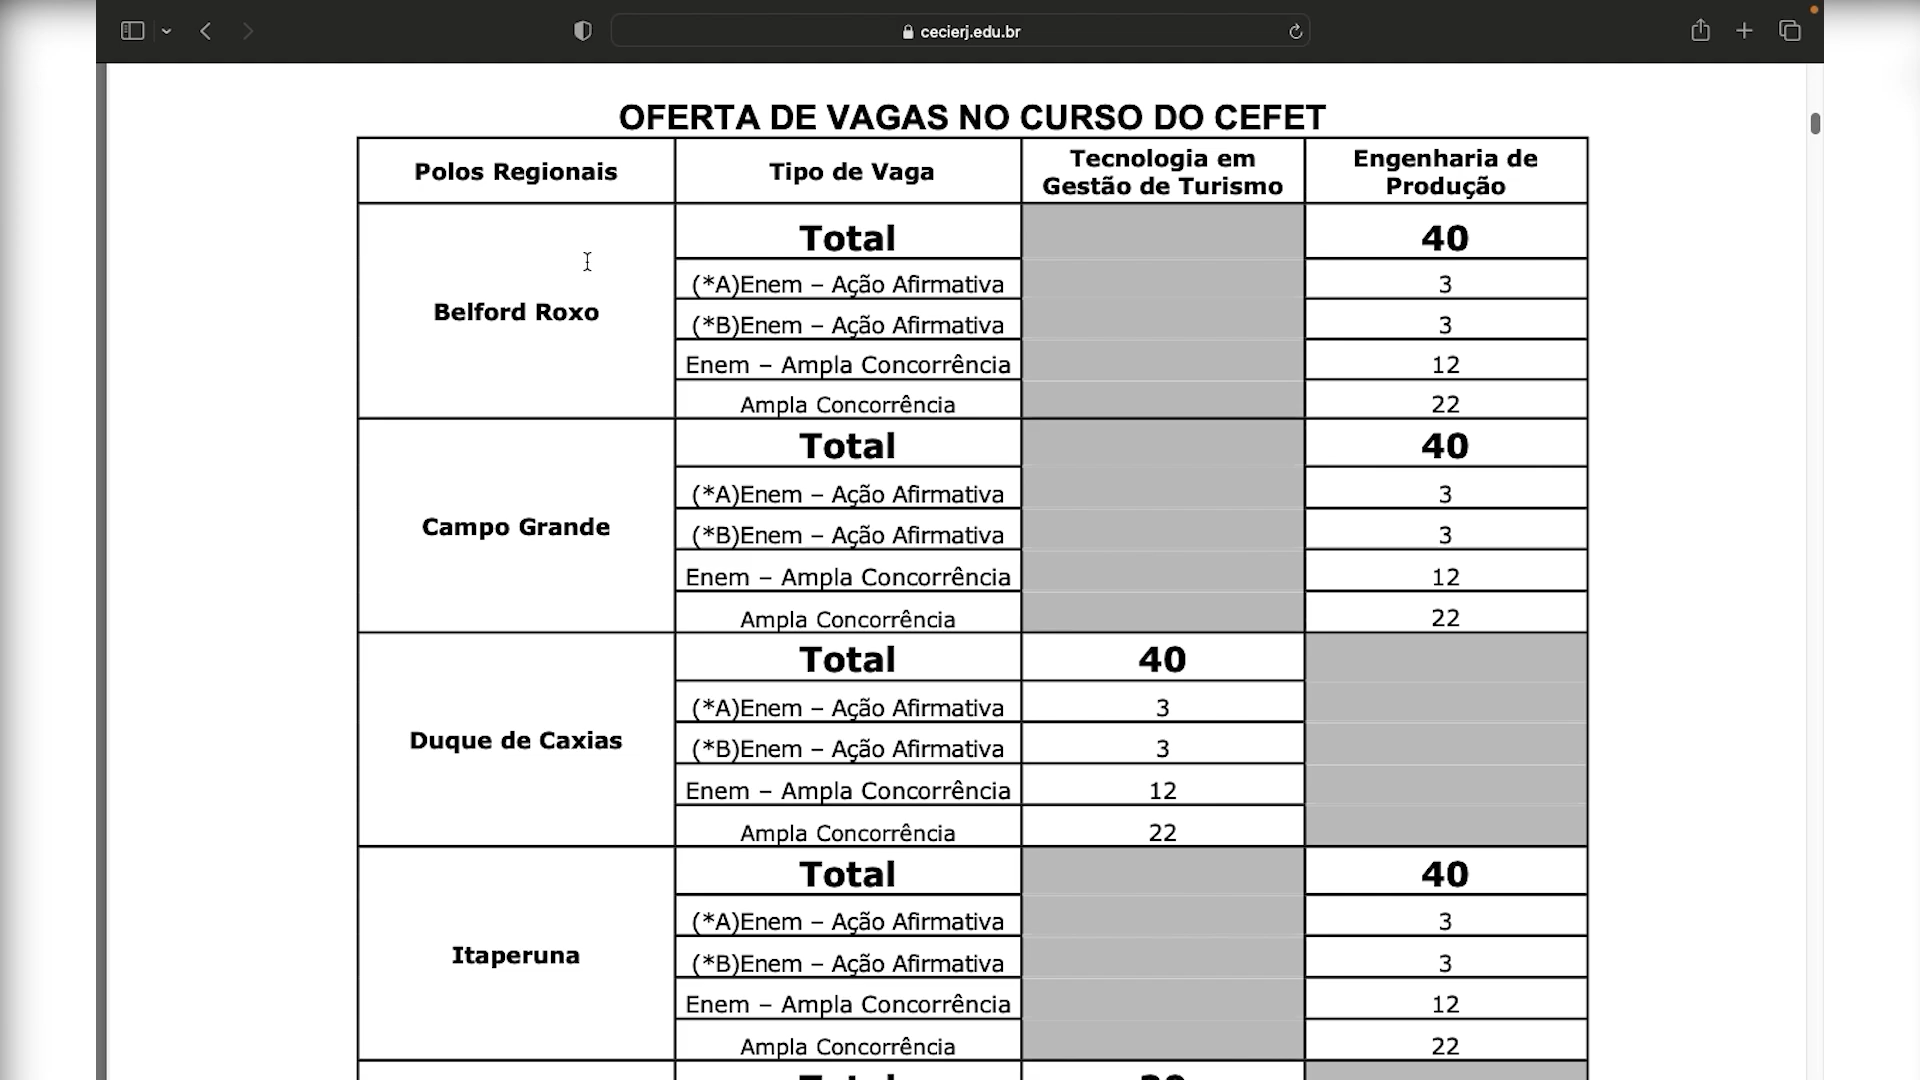 cecierj.edu.br
OFERTA DE VAGAS NO CURSO DO CEFET
Polos Regionais Tipo de Vaga Tecnologia em Gestão de Turismo Engenharia de Produção
Belford Roxo
Total 40
(*A)Enem – Ação Afirmativa 3
(*B)Enem – Ação Afirmativa 3
Enem – Ampla Concorrência 12
Ampla Concorrência 22
Campo Grande
Total 40
(*A)Enem – Ação Afirmativa 3
(*B)Enem – Ação Afirmativa 3
Enem – Ampla Concorrência 12
Ampla Concorrência 22
Duque de Caxias
Total 40
(*A)Enem – Ação Afirmativa 3
(*B)Enem – Ação Afirmativa 3
Enem – Ampla Concorrência 12
Ampla Concorrência 22
Itaperuna
Total 40
(*A)Enem – Ação Afirmativa 3
(*B)Enem – Ação Afirmativa 3
Enem – Ampla Concorrência 12
Ampla Concorrência 22